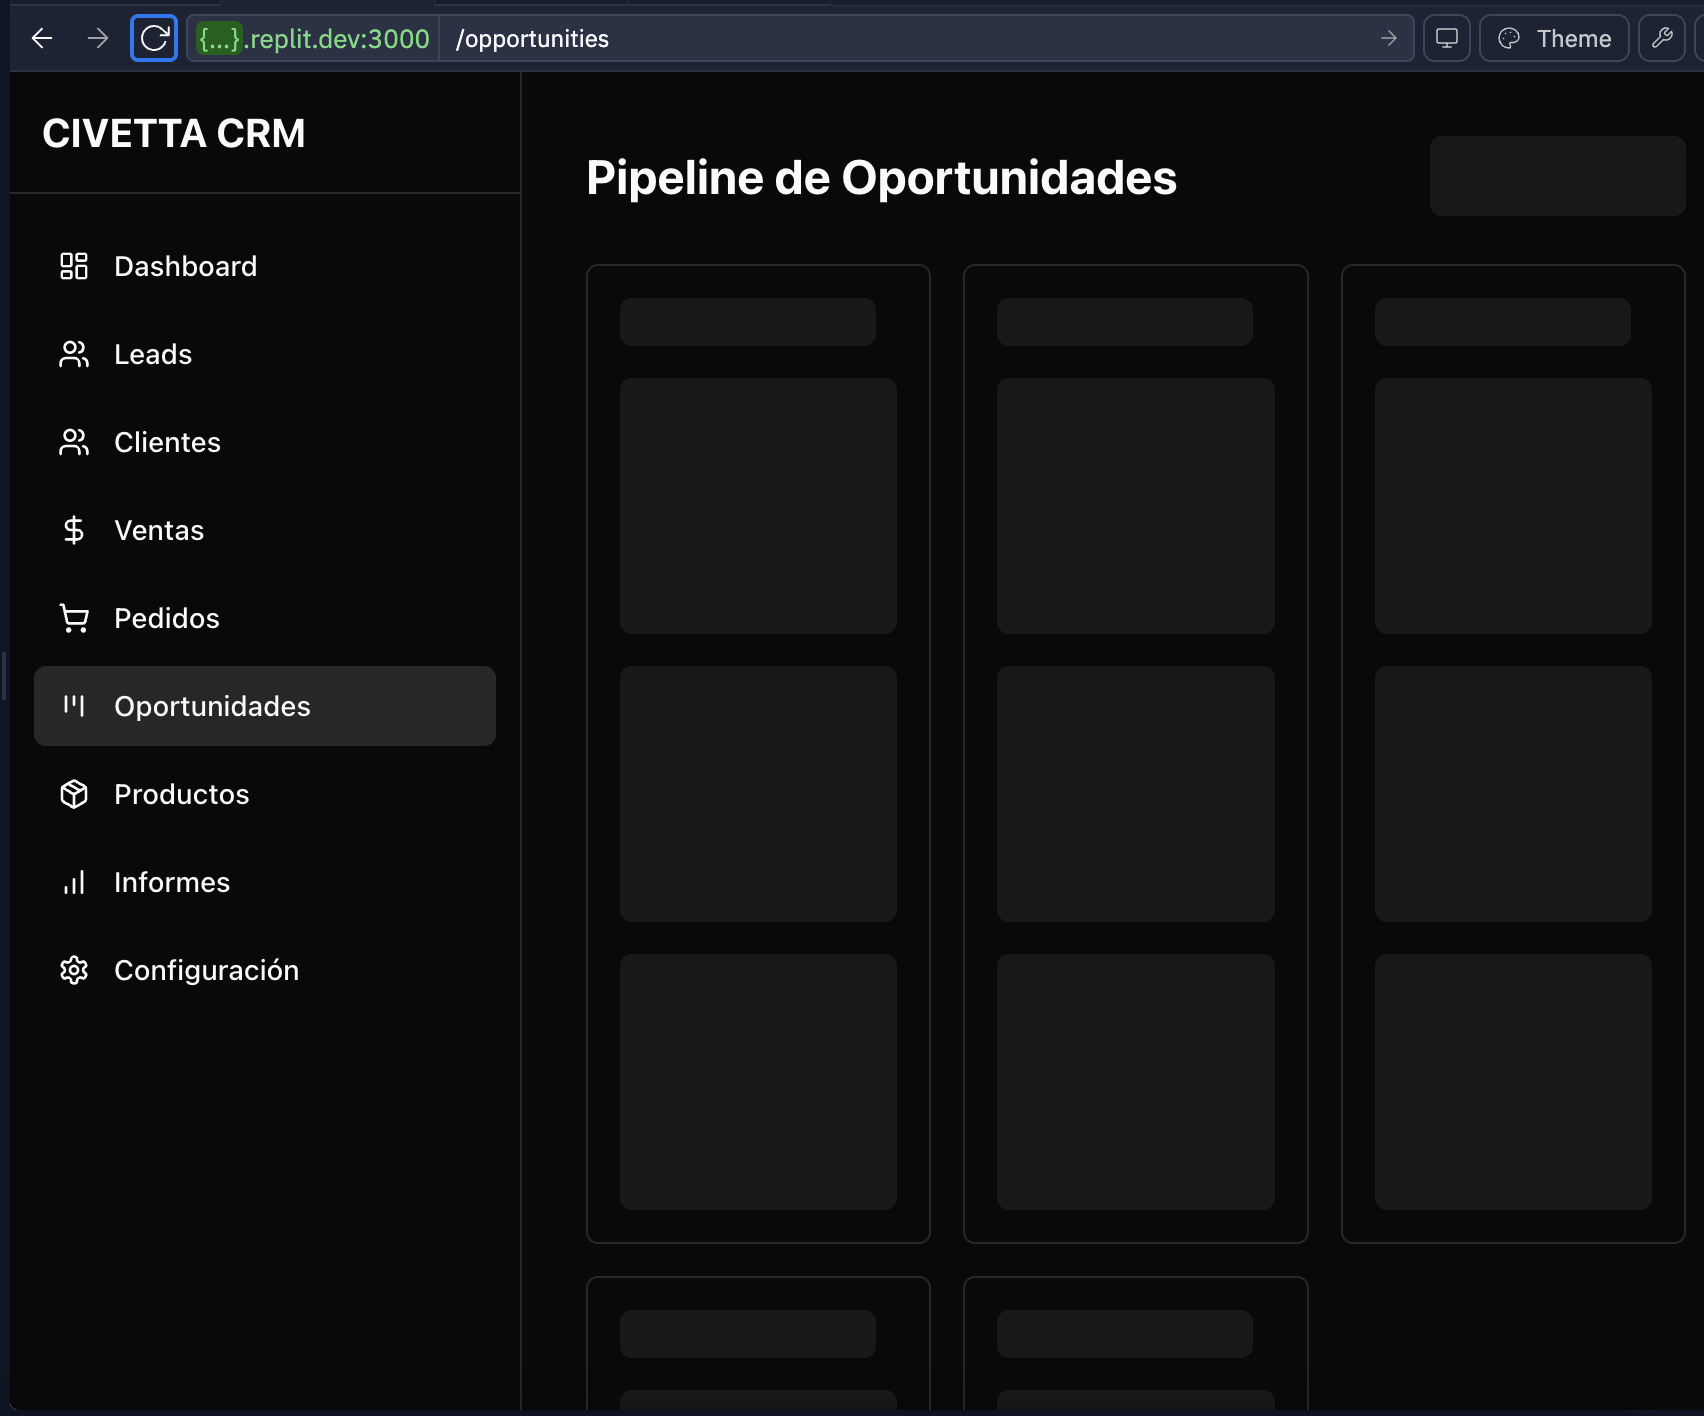 {...}.replit.dev:3000 /opportunities
Theme
CIVETTA CRM
Dashboard
Leads
Clientes
Ventas
Pedidos
Oportunidades
Productos
Informes
Configuración
Pipeline de Oportunidades